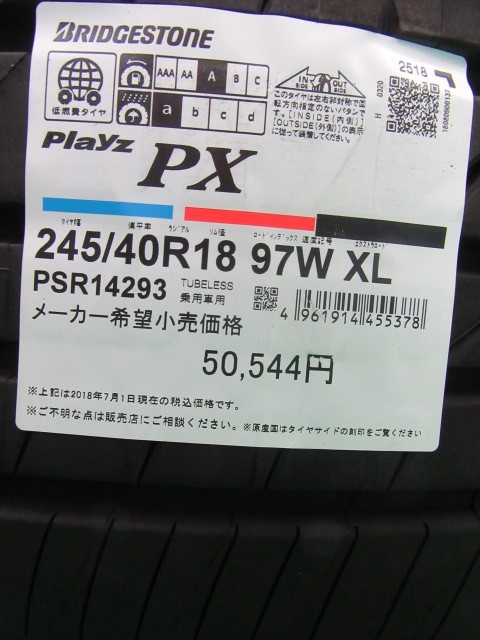 BRIDGESTONE
低燃費タイヤ
AAA AA A B C
a b c d
IN SIDE OUT SIDE
このタイヤは左右非対称で回
転方向指定のないパタンで
す。[INSIDE(内側)]
[OUTSIDE(外側)]の表示
に従って装着してください。
2518
0320
H
Playz PX
タイヤ幅 偏平率 ラジアル リム径 ロードインデックス 速度記号 エクストラロード
245/40R18 97W XL
PSR14293 TUBELESS
乗用車用
4 961914 455378
メーカー希望小売価格
50,544円
※上記は2018年7月1日現在の税込価格です。
※ご不明な点は販売店にご相談ください。 ※原産国はタイヤサイドの刻印をご覧ください